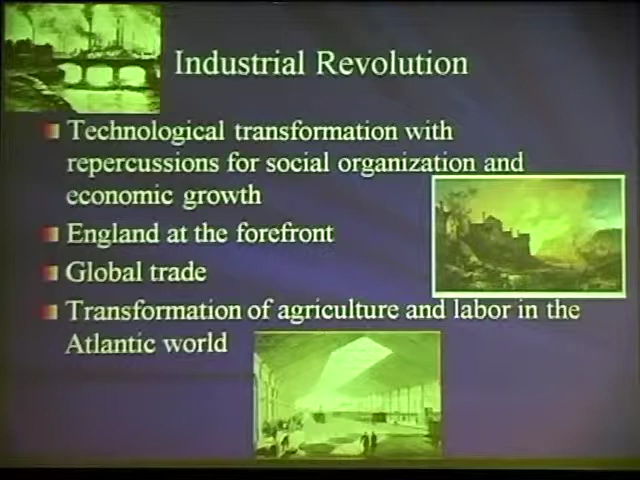 Industrial Revolution
Technological transformation with
repercussions for social organization and
economic growth
England at the forefront
Global trade
Transformation of agriculture and labor in the
Atlantic world